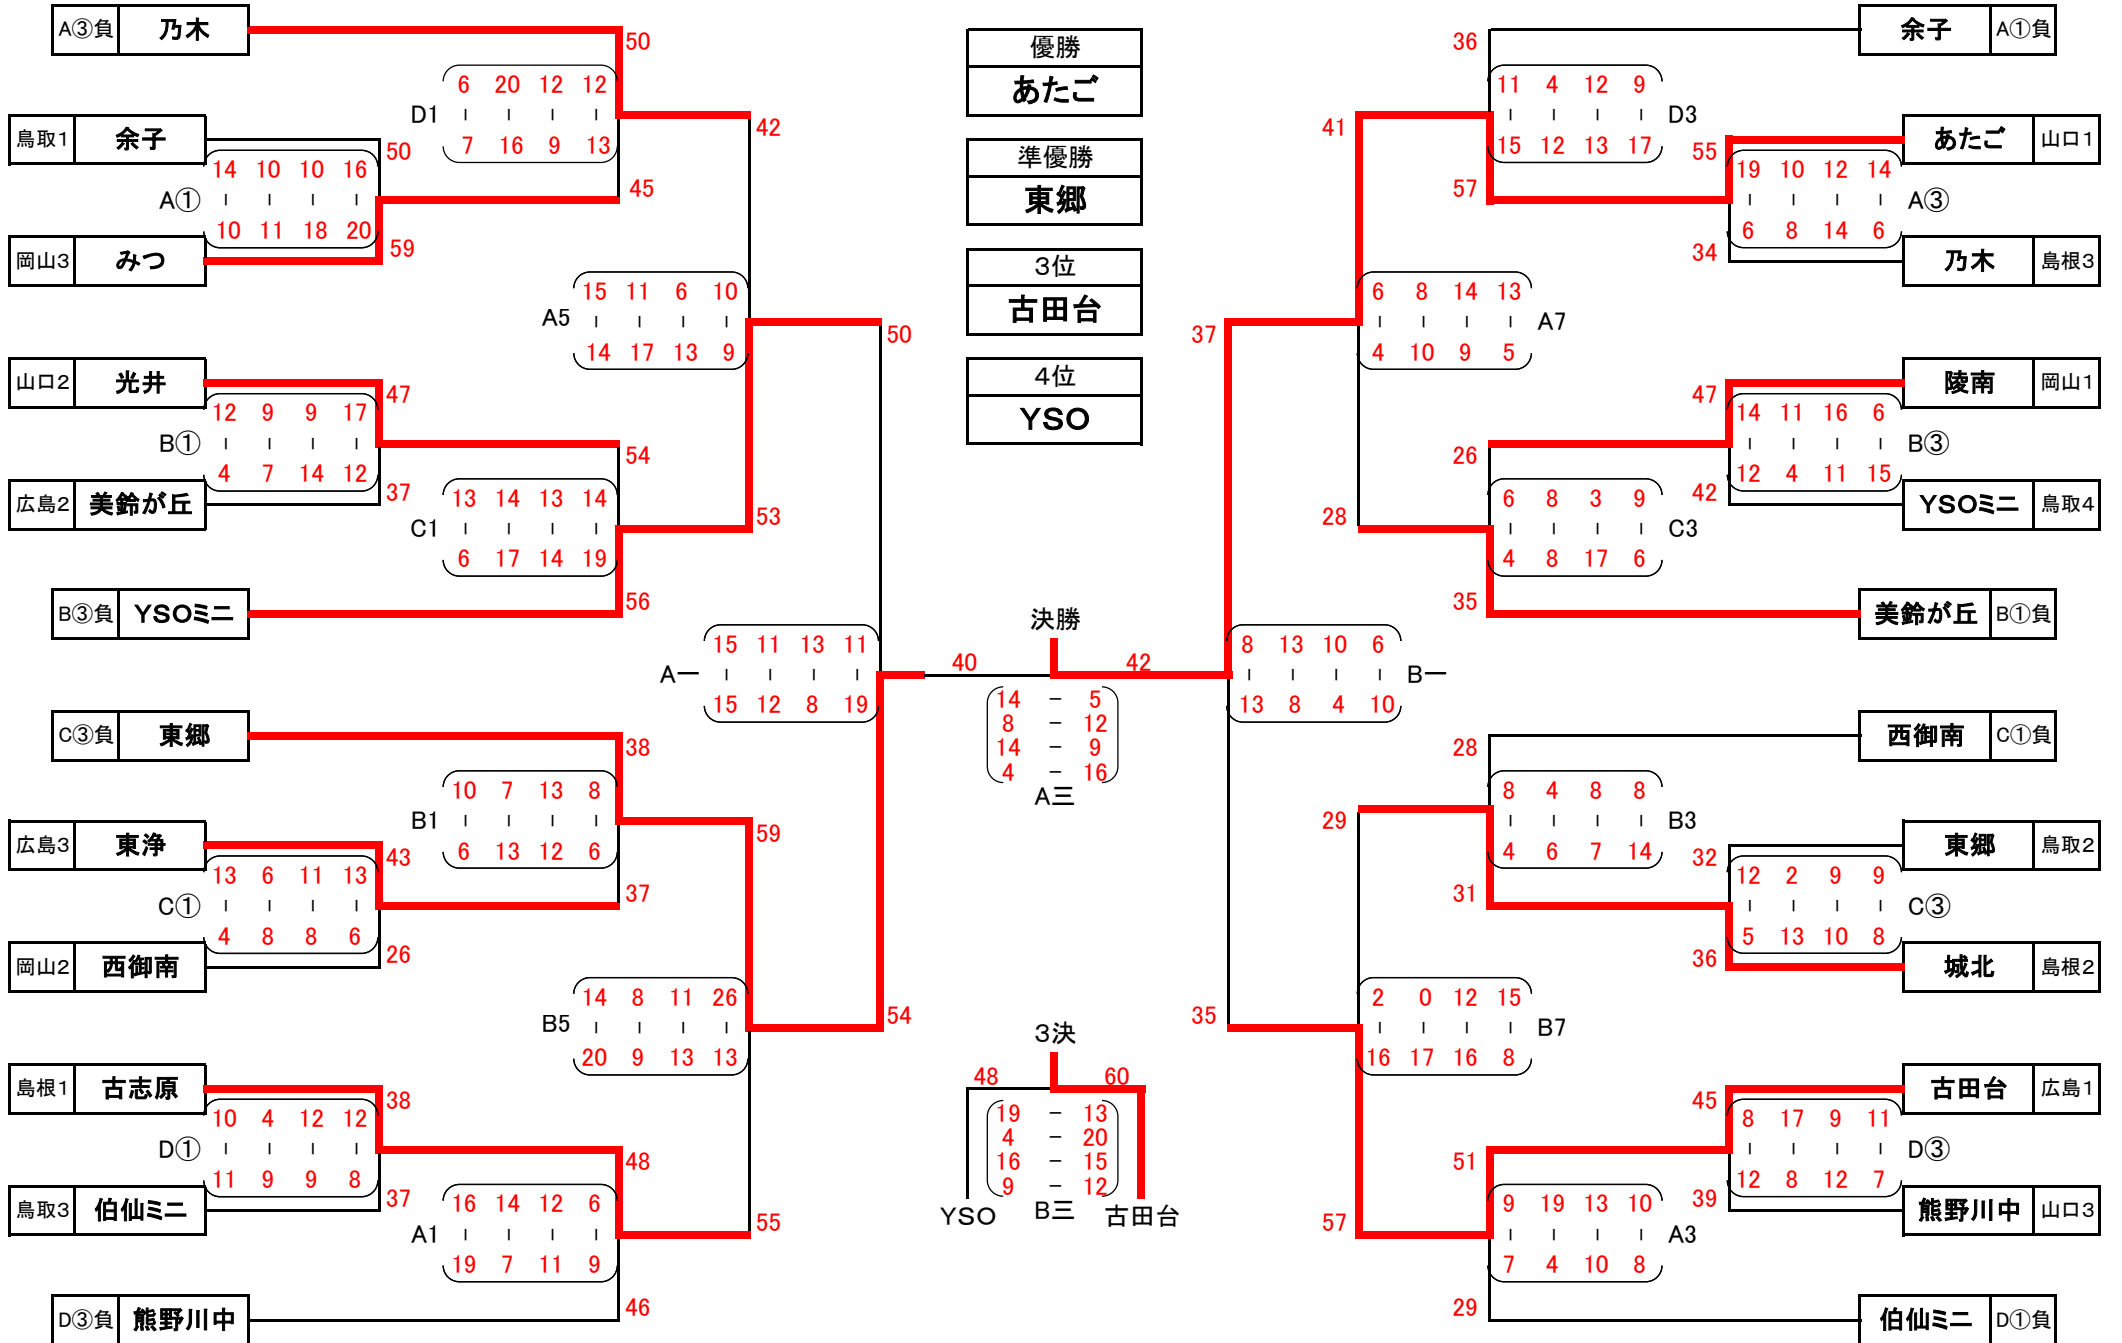 A③負 乃木
50
6 20 12 12
D1
7 16 9 13
42
鳥取1 余子
50
14 10 10 16
A①
10 11 18 20
45
岡山3 みつ
59
15 11 6 10
A5
14 17 13 9
50
山口2 光井
47
12 9 9 17
B①
4 7 14 12
54
広島2 美鈴が丘
37
13 14 13 14
C1
6 17 14 19
53
B③負 YSOミニ
56
15 11 13 11
A一
15 12 8 19
C③負 東郷
38
10 7 13 8
B1
6 13 12 6
59
広島3 東浄
43
13 6 11 13
C①
4 8 8 6
37
岡山2 西御南
26
14 8 11 26
B5
20 9 13 13
54
島根1 古志原
38
10 4 12 12
D①
11 9 9 8
48
鳥取3 伯仙ミニ
37
16 14 12 6
A1
19 7 11 9
55
D③負 熊野川中
46
優勝
あたご
準優勝
東郷
3位
古田台
4位
YSO
決勝
40 42
14 － 5
8 － 12
14 － 9
4 － 16
A三
3決
48 60
19 － 13
4 － 20
16 － 15
9 － 12
YSO B三 古田台
余子 A①負
36
11 4 12 9
D3
15 12 13 17
41
あたご 山口1
55
19 10 12 14
A③
6 8 14 6
57
乃木 島根3
34
6 8 14 13
A7
4 10 9 5
37
陵南 岡山1
47
14 11 16 6
B③
12 4 11 15
26
YSOミニ 鳥取4
42
6 8 3 9
C3
4 8 17 6
28
美鈴が丘 B①負
35
8 13 10 6
B一
13 8 4 10
西御南 C①負
28
8 4 8 8
B3
4 6 7 14
29
東郷 鳥取2
32
12 2 9 9
C③
5 13 10 8
31
城北 島根2
36
2 0 12 15
B7
16 17 16 8
35
古田台 広島1
45
8 17 9 11
D③
12 8 12 7
51
熊野川中 山口3
39
9 19 13 10
A3
7 4 10 8
57
伯仙ミニ D①負
29